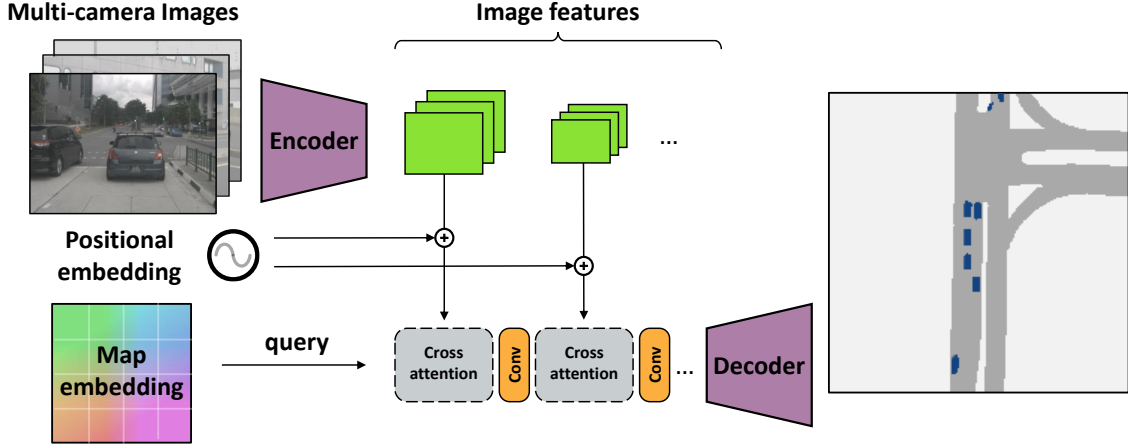 Multi-camera Images
Image features
Encoder
...
Positional
embedding
Map
embedding
query
Cross
attention
Conv
Cross
attention
Conv
...
Decoder